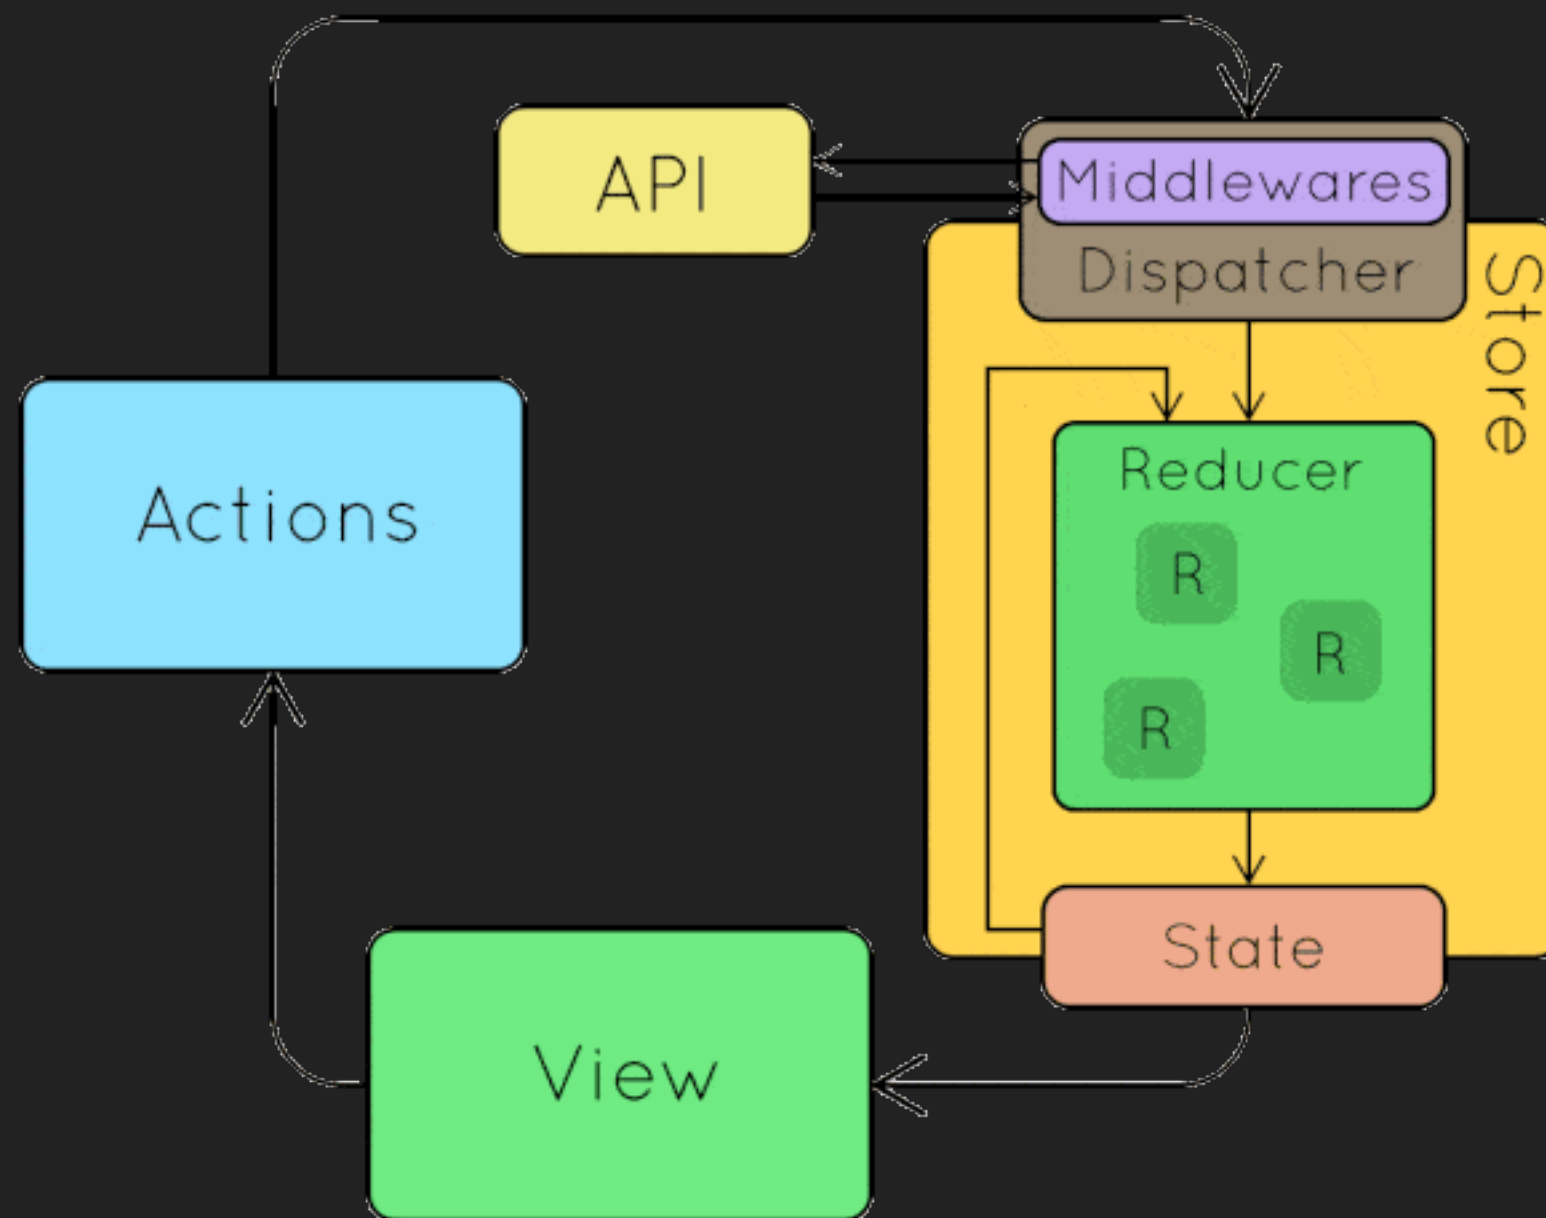 API
Middlewares
Dispatcher
Store
Actions
Reducer
R
R
R
State
View